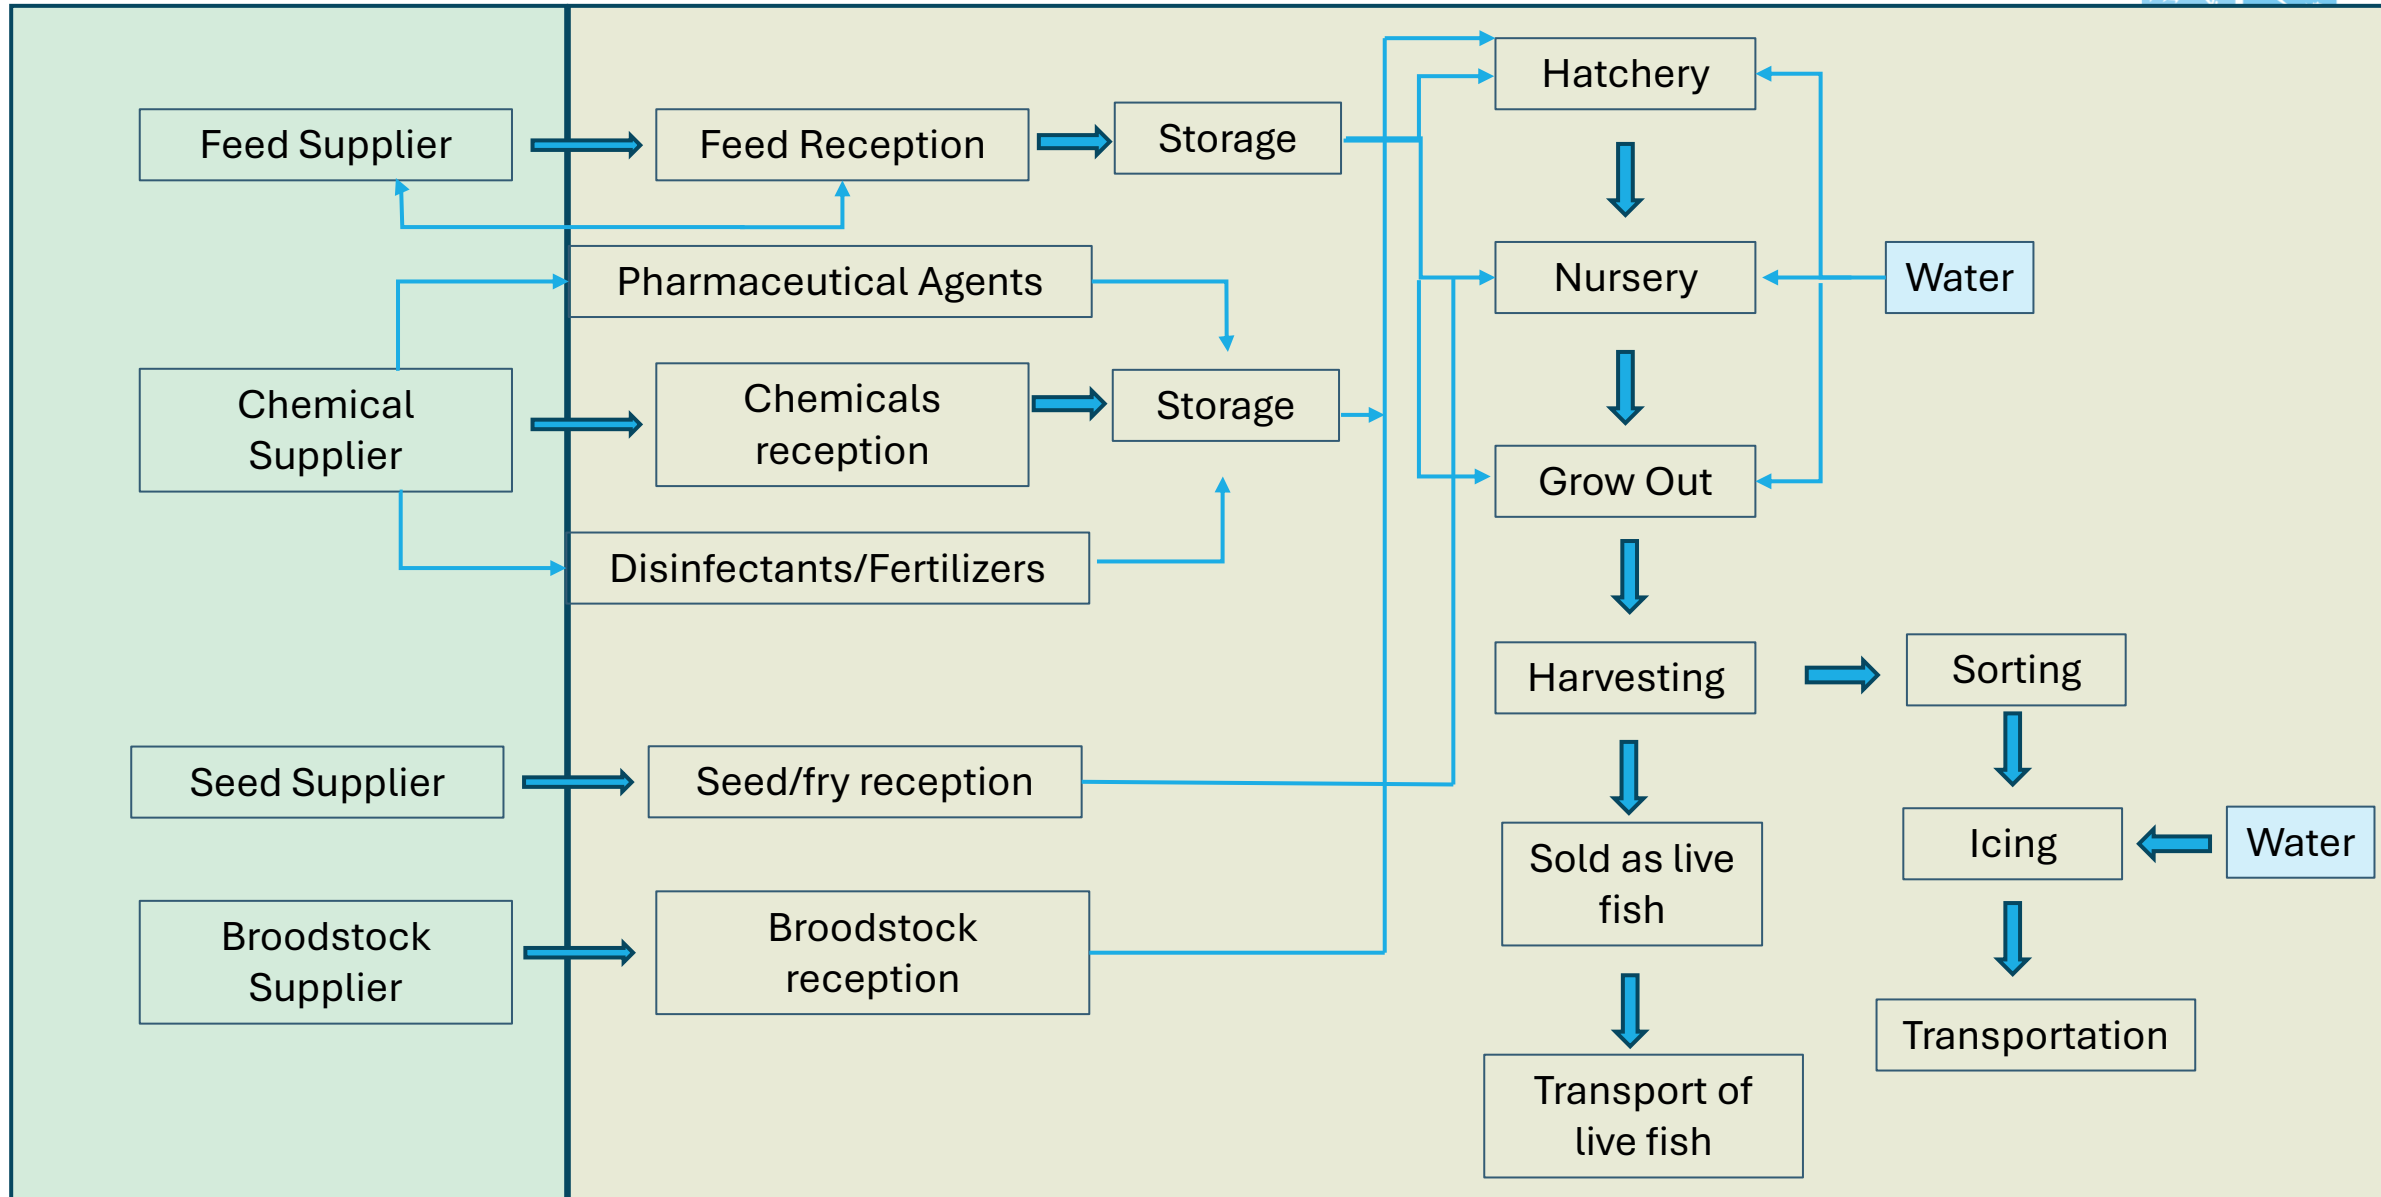 Feed Supplier
Feed Reception
Storage
Hatchery
Pharmaceutical Agents
Nursery
Water
Chemical
Supplier
Chemicals
reception
Storage
Grow Out
Disinfectants/Fertilizers
Harvesting
Sorting
Seed Supplier
Seed/fry reception
Sold as live
fish
Icing
Water
Broodstock
Supplier
Broodstock
reception
Transportation
Transport of
live fish